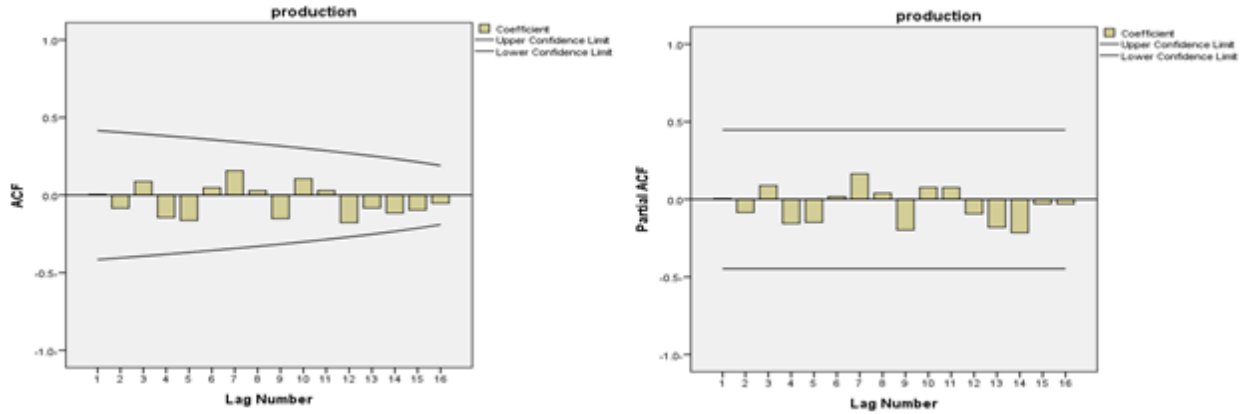 production
Coefficient
Upper Confidence Limit
Lower Confidence Limit
1.0
0.5
0.0
-0.5
-1.0
ACF
1 2 3 4 5 6 7 8 9 10 11 12 13 14 15 16
Lag Number
production
Coefficient
Upper Confidence Limit
Lower Confidence Limit
1.0
0.5
0.0
-0.5
-1.0
Partial ACF
1 2 3 4 5 6 7 8 9 10 11 12 13 14 15 16
Lag Number